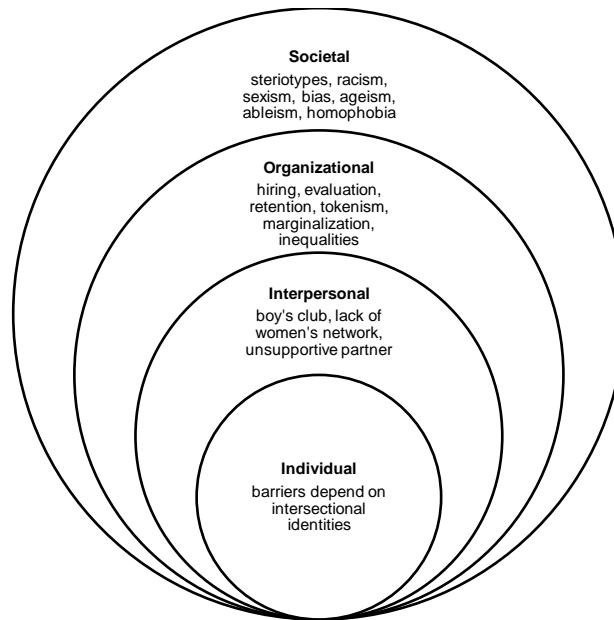 Societal
steriotypes, racism,
sexism, bias, ageism,
ableism, homophobia
Organizational
hiring, evaluation,
retention, tokenism,
marginalization,
inequalities
Interpersonal
boy's club, lack of
women's network,
unsupportive partner
Individual
barriers depend on
intersectional
identities